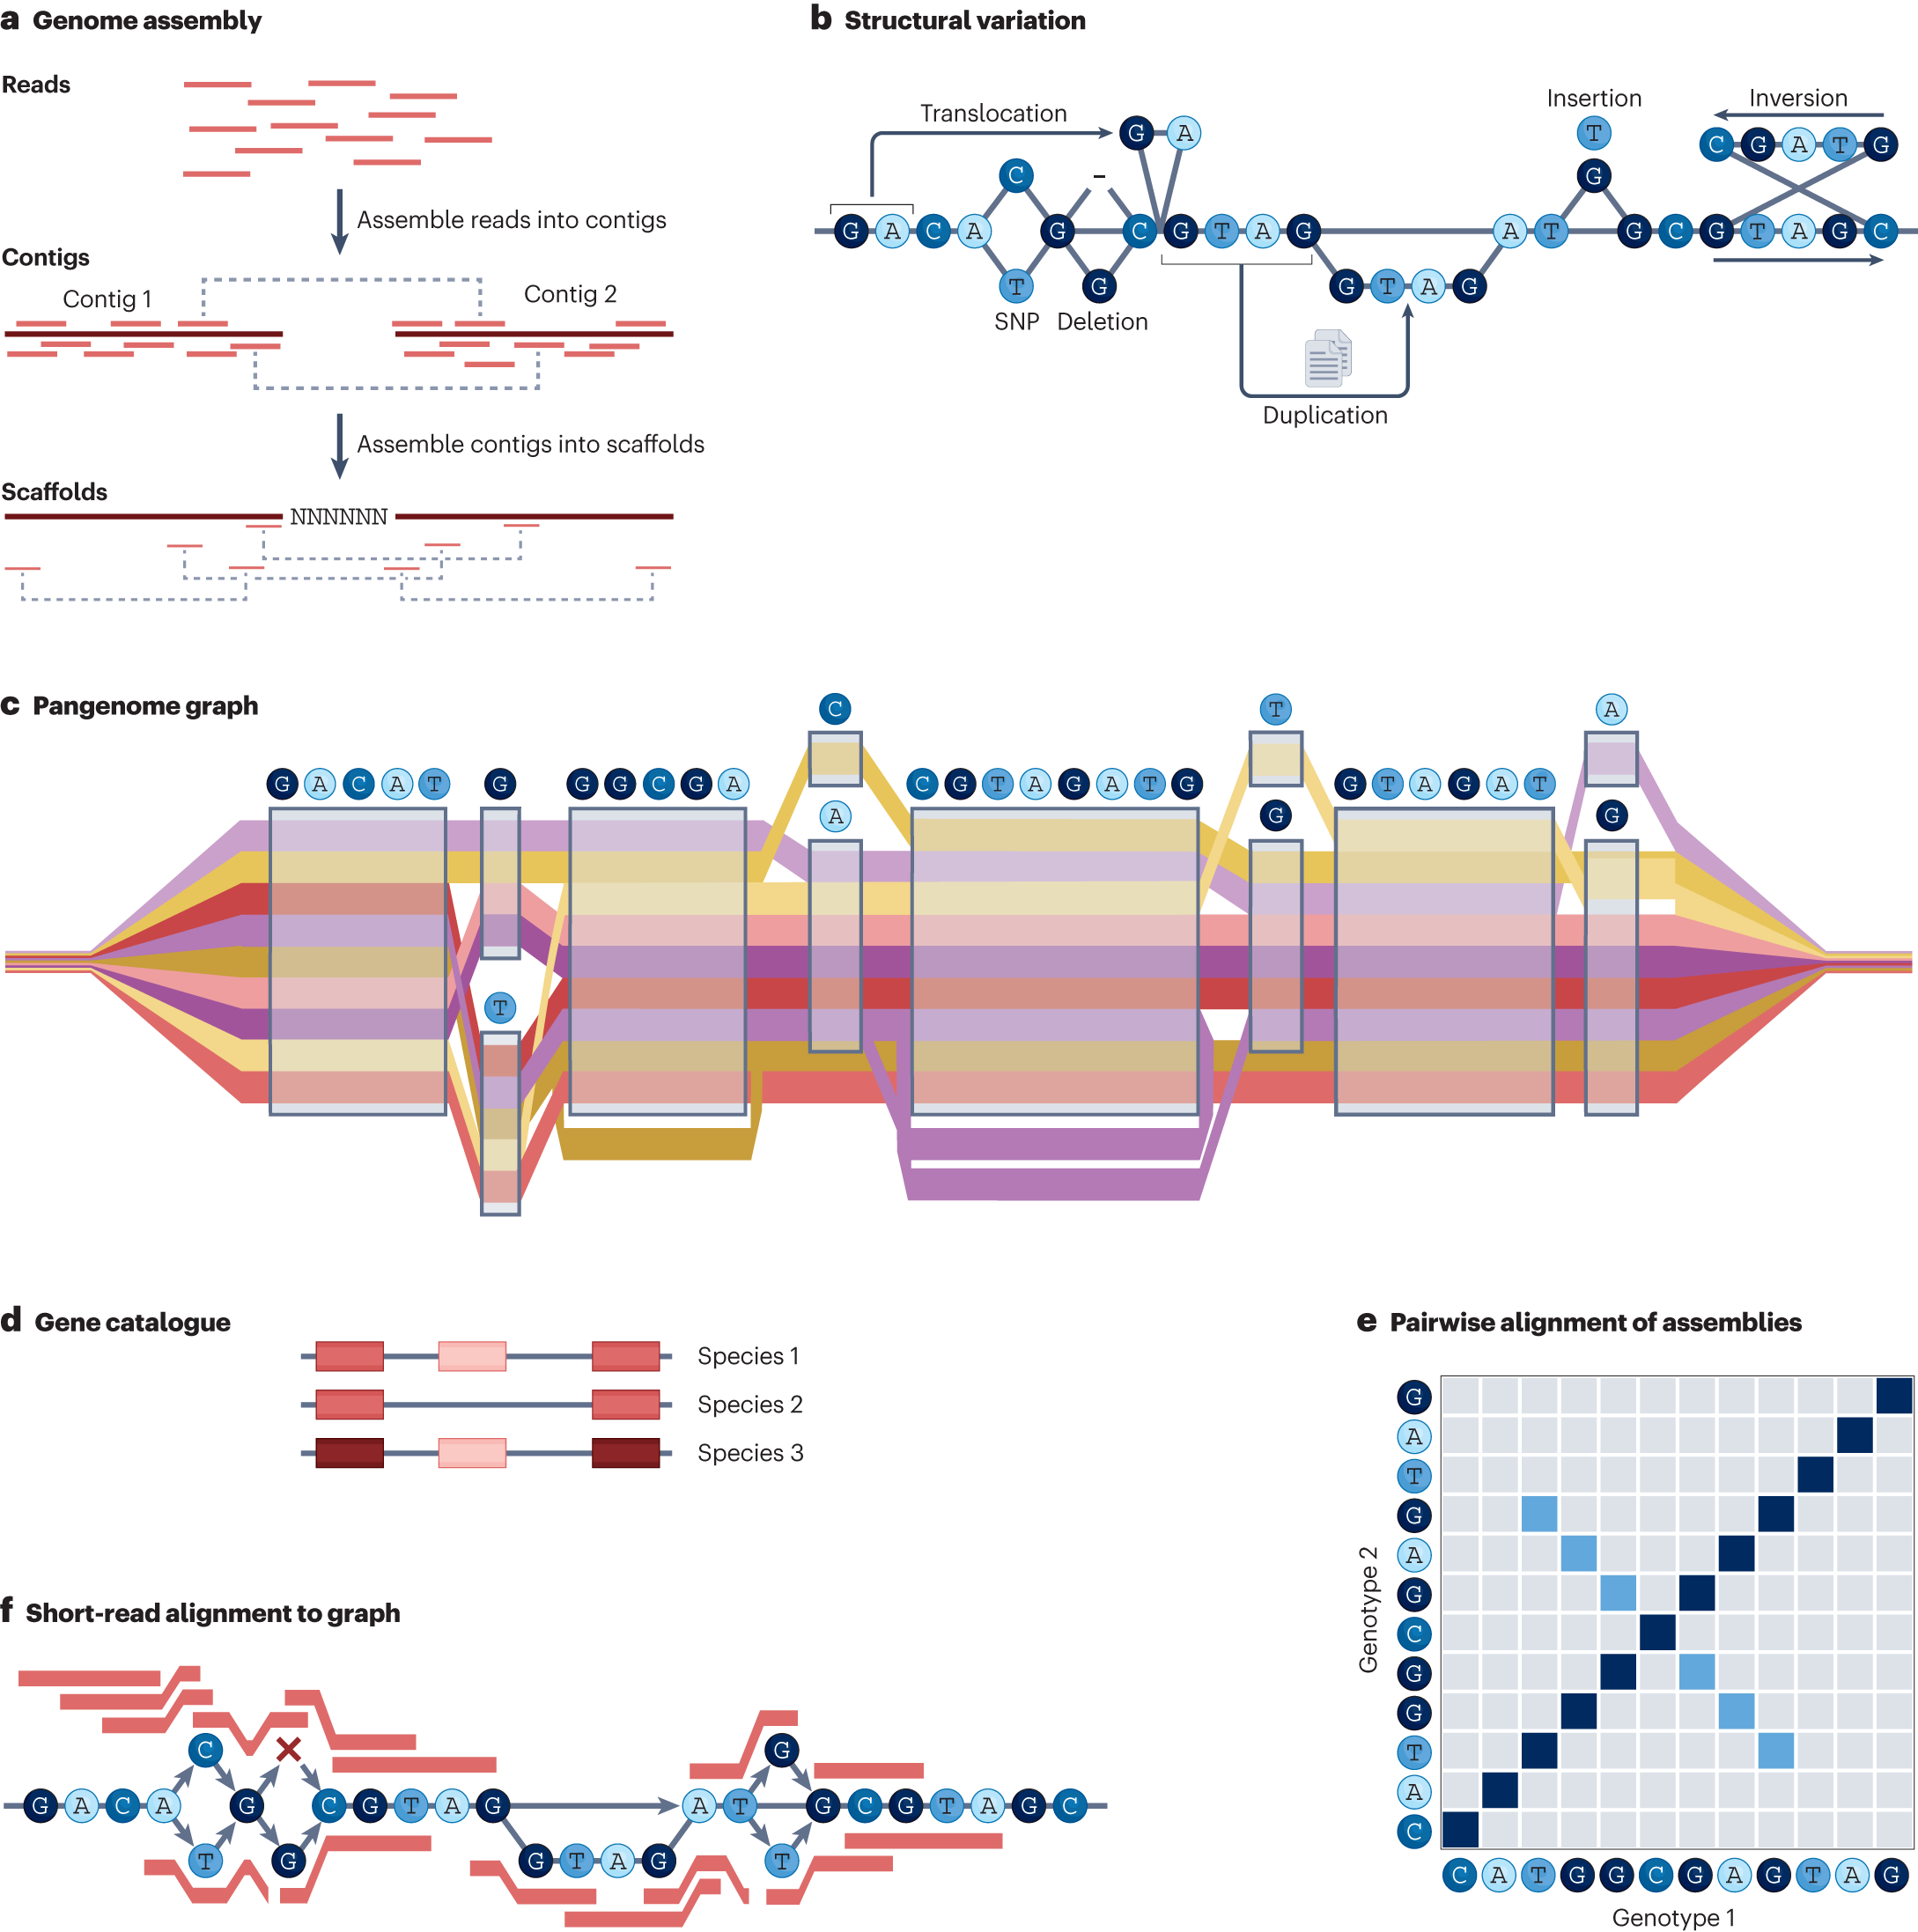 a Genome assembly
Reads
Assemble reads into contigs
Contigs
Contig 1
Contig 2
Assemble contigs into scaffolds
Scaffolds
NNNNNN
b Structural variation
Translocation
Insertion
Inversion
G A
T
C G A T G
C
–
G
G A C A
G
C G T A G
A T
G C G T A G C
T
G
G T A G
SNP
Deletion
Duplication
c Pangenome graph
C
T
A
G A C A T
G
G G C G A
C G T A G A T G
G T A G A T
A
G
G
T
d Gene catalogue
Species 1
Species 2
Species 3
e Pairwise alignment of assemblies
G
A
T
G
A
G
C
G
G
T
A
C
Genotype 2
C A T G G C G A G T A G
Genotype 1
f Short-read alignment to graph
C
G
G A C A
G
C G T A G
A T
G C G T A G C
T
G
G T A G
T